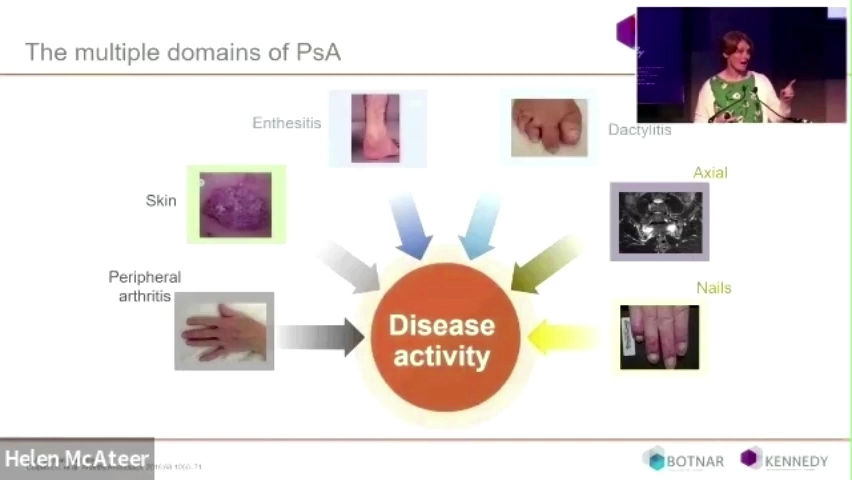 The multiple domains of PsA
Enthesitis
Dactylitis
Axial
Skin
Nails
Peripheral
arthritis
Disease
activity
Helen McAteer
BOTNAR
KENNEDY